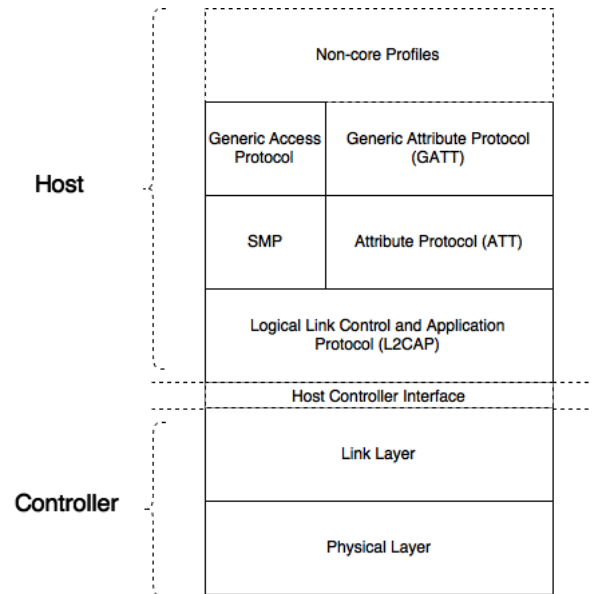 Non-core Profiles
Generic Access
Protocol
Generic Attribute Protocol
(GATT)
Host
SMP
Attribute Protocol (ATT)
Logical Link Control and Application
Protocol (L2CAP)
Host Controller Interface
Link Layer
Controller
Physical Layer